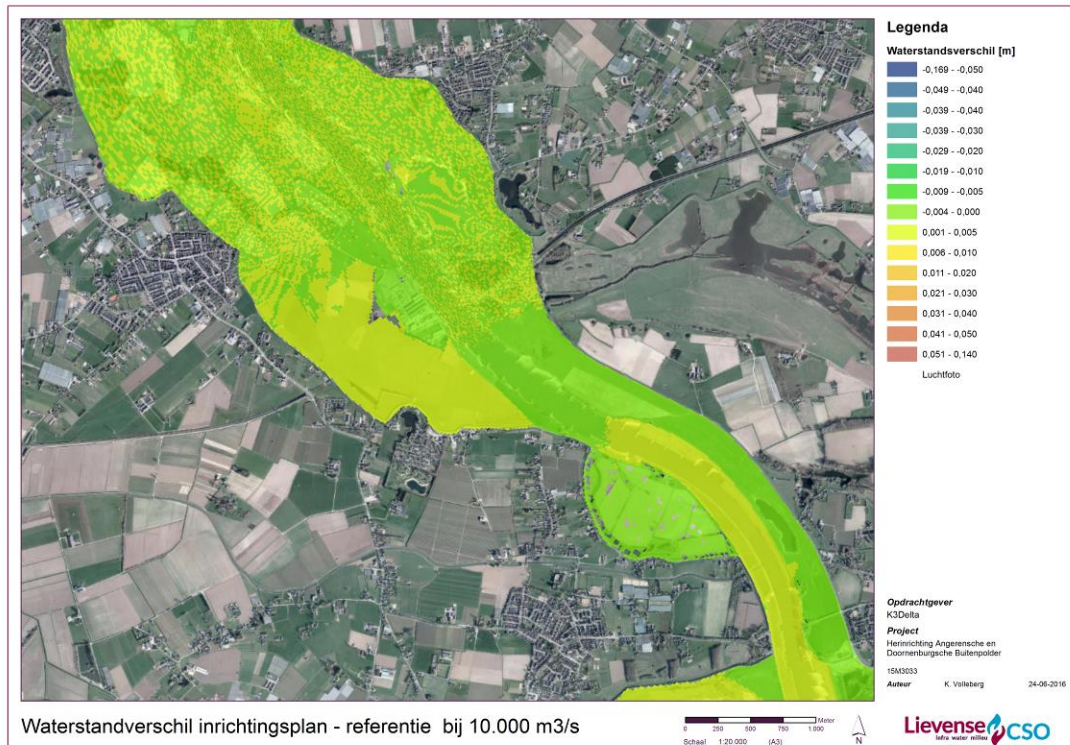 Legenda
Waterstandsverschil [m]
-0,169 - -0,050
-0,049 - -0,040
-0,039 - -0,040
-0,039 - -0,030
-0,029 - -0,020
-0,019 - -0,010
-0,009 - -0,005
-0,004 - 0,000
0,001 - 0,005
0,006 - 0,010
0,011 - 0,020
0,021 - 0,030
0,031 - 0,040
0,041 - 0,050
0,051 - 0,140
Luchtfoto
Opdrachtgever
K3Delta
Project
Herinrichting Angerensche en
Doornenburgsche Buitenpolder
15M3033
Auteur K. Volleberg 24-06-2016
Waterstandverschil inrichtingsplan - referentie bij 10.000 m3/s
Meter
0 250 500 750 1.000
Schaal 1:20.000 (A3)
N
Lievense CSO
infra water milieu